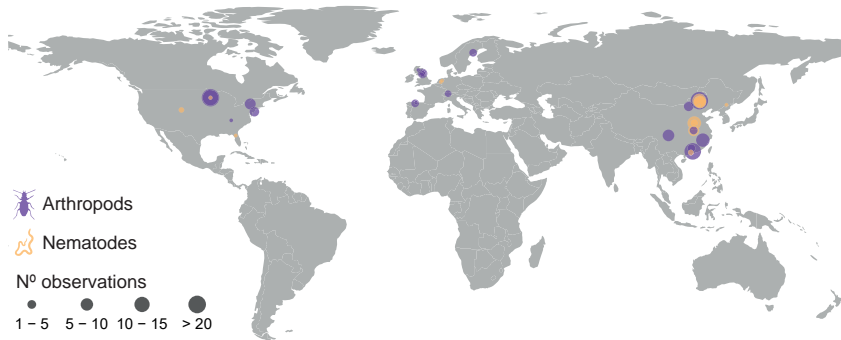 Arthropods
Nematodes
Nº observations
1 − 5 5 − 10 10 − 15 > 20